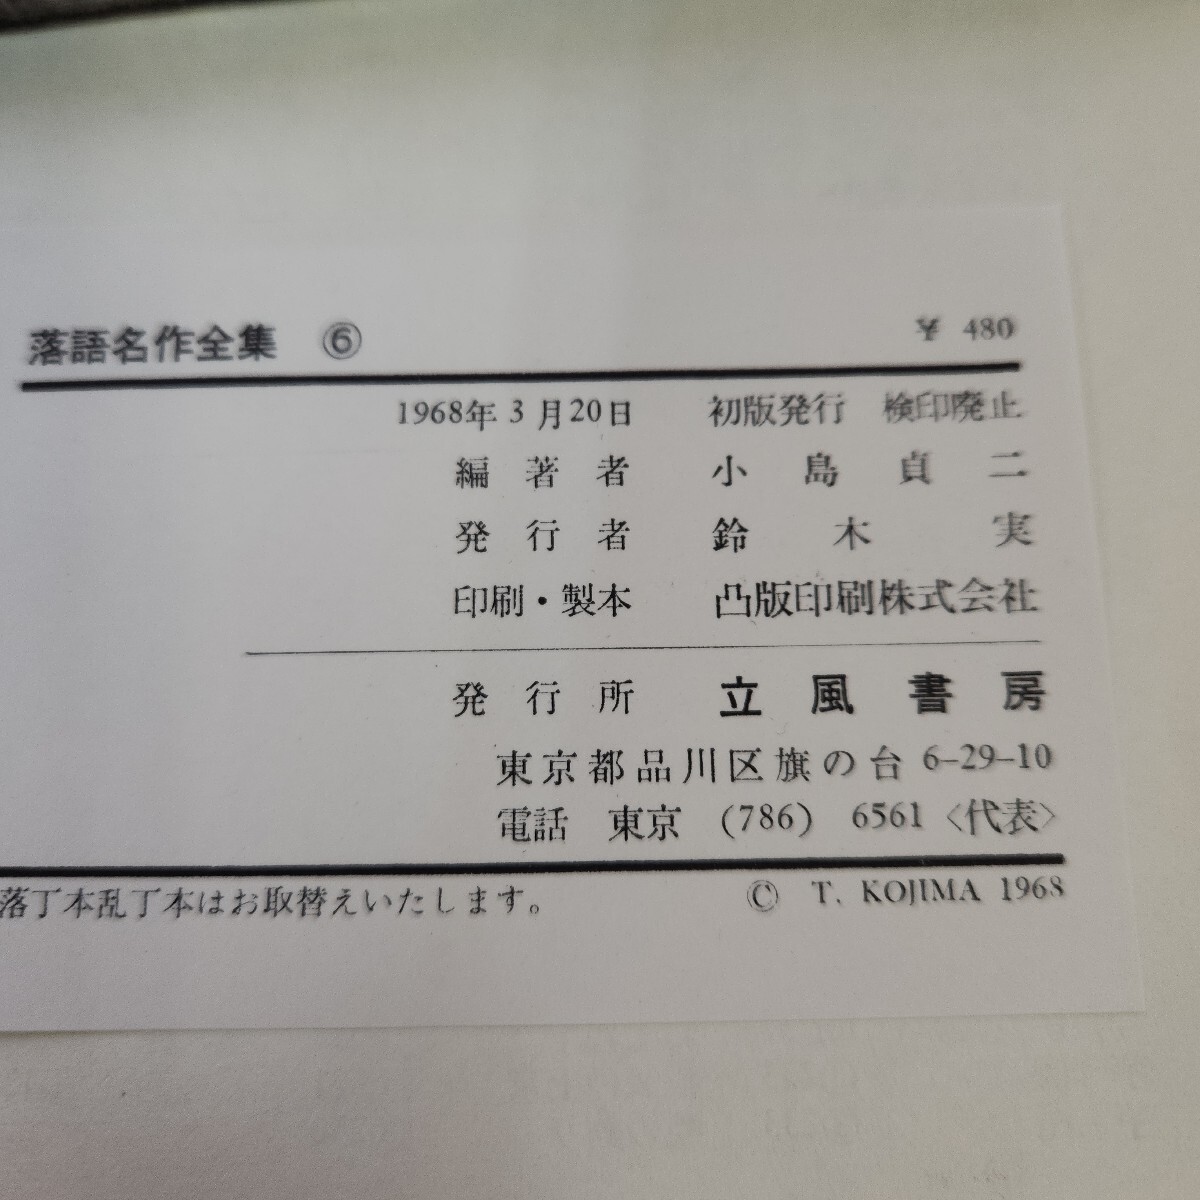 落語名作全集 ⑥ ¥ 480
1968年3月20日 初版発行 検印廃止
編著者 小島貞二
発行者 鈴木実
印刷・製本 凸版印刷株式会社
発行所 立風書房
東京都品川区旗の台 6-29-10
電話 東京 (786) 6561 〈代表〉
落丁本乱丁本はお取替えいたします。 © T. KOJIMA 1968